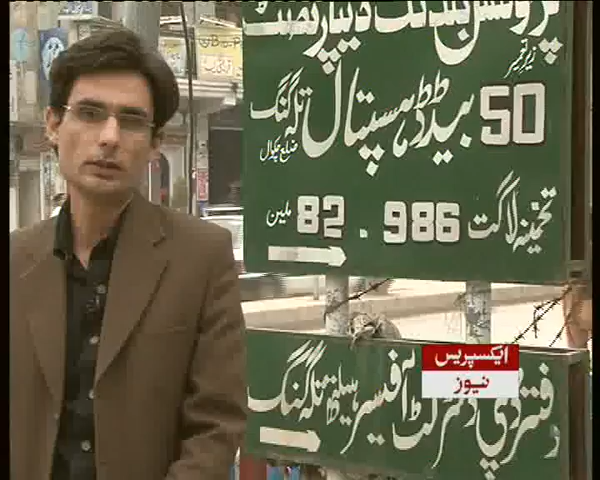 پروونشل بلڈنگ ڈیپارٹمنٹ
زیر تعمیر
50 بیڈڈ ہسپتال تلہ گنگ
ضلع چکوال
تخمینہ لاگت 82.986 ملین
دفتر ڈپٹی ڈسٹرکٹ آفیسر ہیلتھ تلہ گنگ
ایکسپریس
نیوز